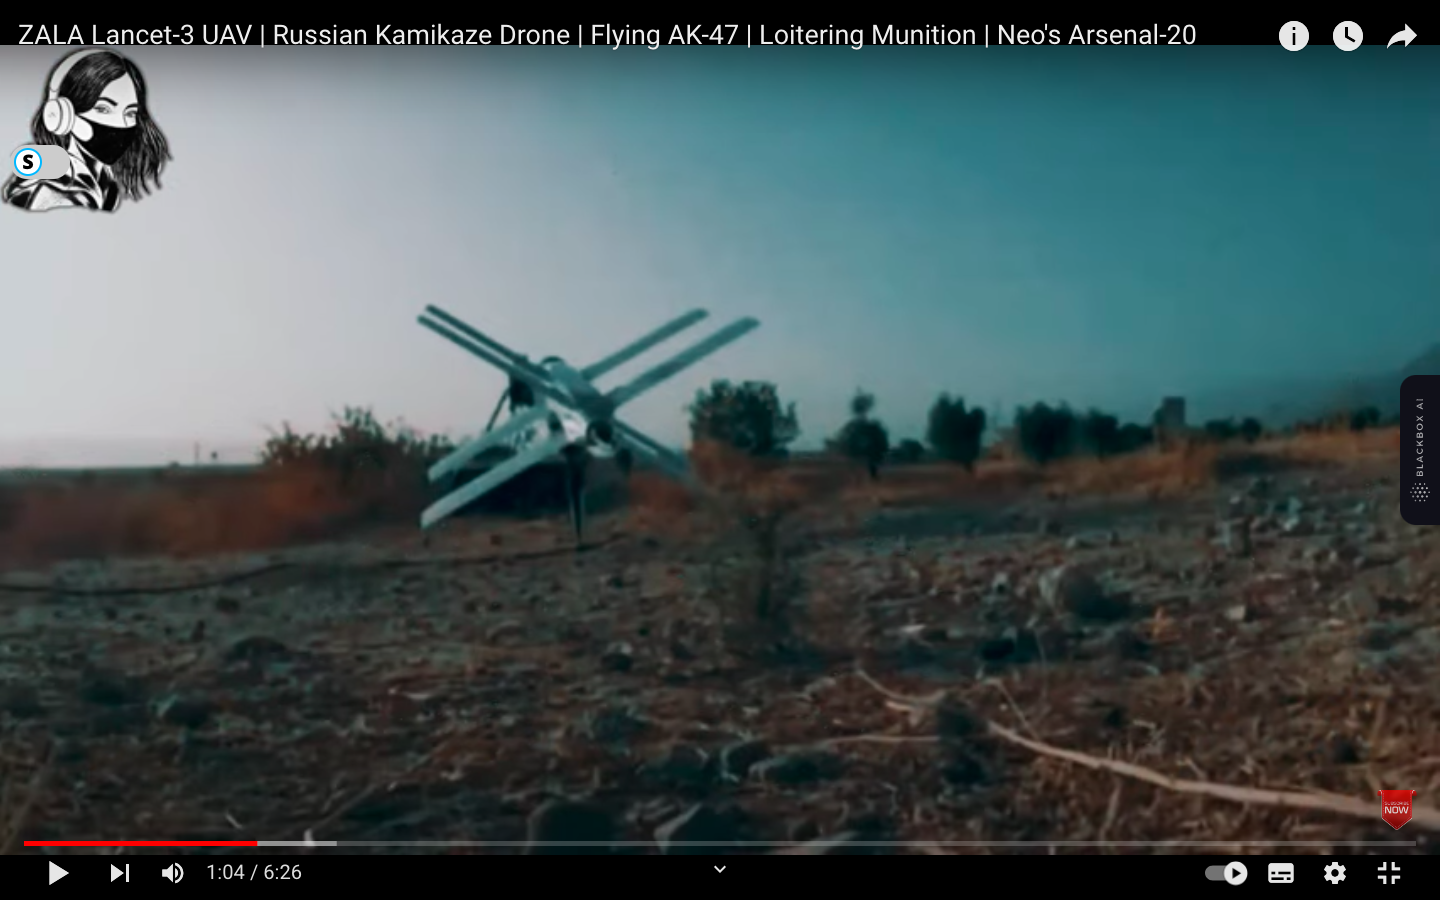 ZALA Lancet-3 UAV | Russian Kamikaze Drone | Flying AK-47 | Loitering Munition | Neo's Arsenal-20
S
BLACKBOX AI
NOW
1:04 / 6:26